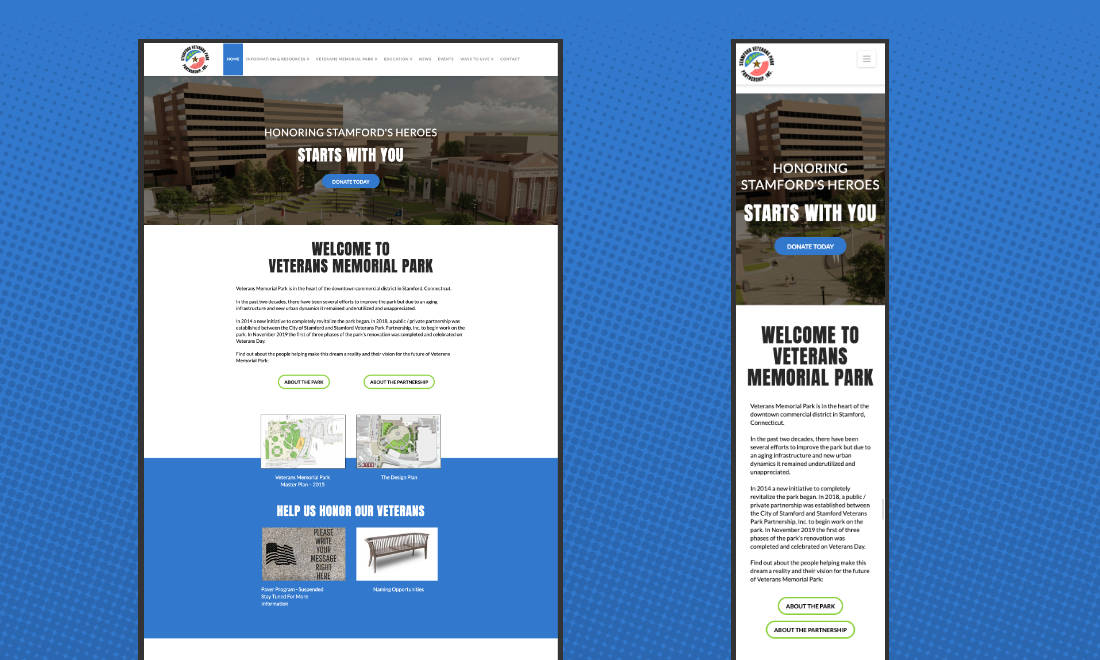 STAMFORD VETERANS PARK
PARTNERSHIP, INC.
HOME
INFORMATION & RESOURCES
VETERANS MEMORIAL PARK
EDUCATION
NEWS
EVENTS
WAYS TO GIVE
CONTACT
HONORING STAMFORD'S HEROES
STARTS WITH YOU
DONATE TODAY
WELCOME TO
VETERANS MEMORIAL PARK
Veterans Memorial Park is in the heart of the downtown commercial district in Stamford, Connecticut.
In the past two decades, there have been several efforts to improve the park but due to an aging
infrastructure and new urban dynamics it remained underutilized and unappreciated.
In 2014 a new initiative to completely revitalize the park began. In 2018, a public / private partnership was
established between the City of Stamford and Stamford Veterans Park Partnership, Inc. to begin work on the
park. In November 2019 the first of three phases of the park's renovation was completed and celebrated on
Veterans Day.
Find out about the people helping make this dream a reality and their vision for the future of Veterans
Memorial Park:
ABOUT THE PARK
ABOUT THE PARTNERSHIP
Veterans Memorial Park
Master Plan - 2015
The Design Plan
HELP US HONOR OUR VETERANS
PLEASE
WRITE
YOUR
MESSAGE
RIGHT
HERE
Paver Program - Suspended
Stay Tuned For More
Information
Naming Opportunities
STAMFORD VETERANS PARK
PARTNERSHIP, INC.
HONORING
STAMFORD'S HEROES
STARTS WITH YOU
DONATE TODAY
WELCOME TO
VETERANS
MEMORIAL PARK
Veterans Memorial Park is in the heart of the
downtown commercial district in Stamford,
Connecticut.
In the past two decades, there have been
several efforts to improve the park but due to
an aging infrastructure and new urban
dynamics it remained underutilized and
unappreciated.
In 2014 a new initiative to completely
revitalize the park began. In 2018, a public /
private partnership was established between
the City of Stamford and Stamford Veterans
Park Partnership, Inc. to begin work on the
park. In November 2019 the first of three
phases of the park's renovation was
completed and celebrated on Veterans Day.
Find out about the people helping make this
dream a reality and their vision for the future
of Veterans Memorial Park:
ABOUT THE PARK
ABOUT THE PARTNERSHIP